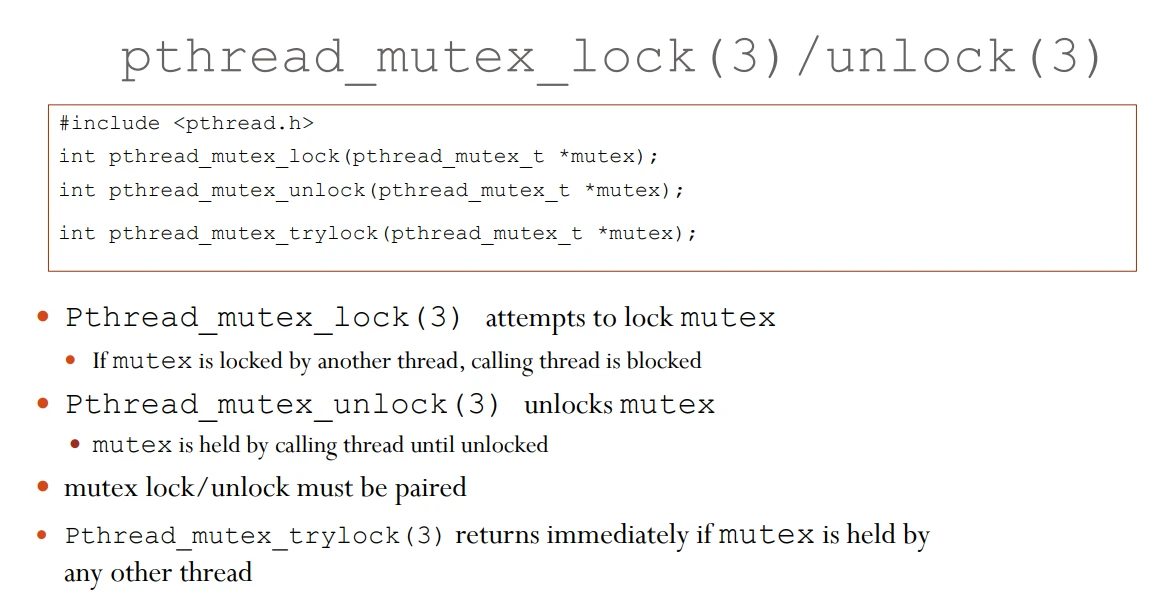 pthread_mutex_lock(3)/unlock(3)
#include <pthread.h>
int pthread_mutex_lock(pthread_mutex_t *mutex);
int pthread_mutex_unlock(pthread_mutex_t *mutex);
int pthread_mutex_trylock(pthread_mutex_t *mutex);
• Pthread_mutex_lock(3) attempts to lock mutex
• If mutex is locked by another thread, calling thread is blocked
• Pthread_mutex_unlock(3) unlocks mutex
• mutex is held by calling thread until unlocked
• mutex lock/unlock must be paired
• Pthread_mutex_trylock(3) returns immediately if mutex is held by
any other thread